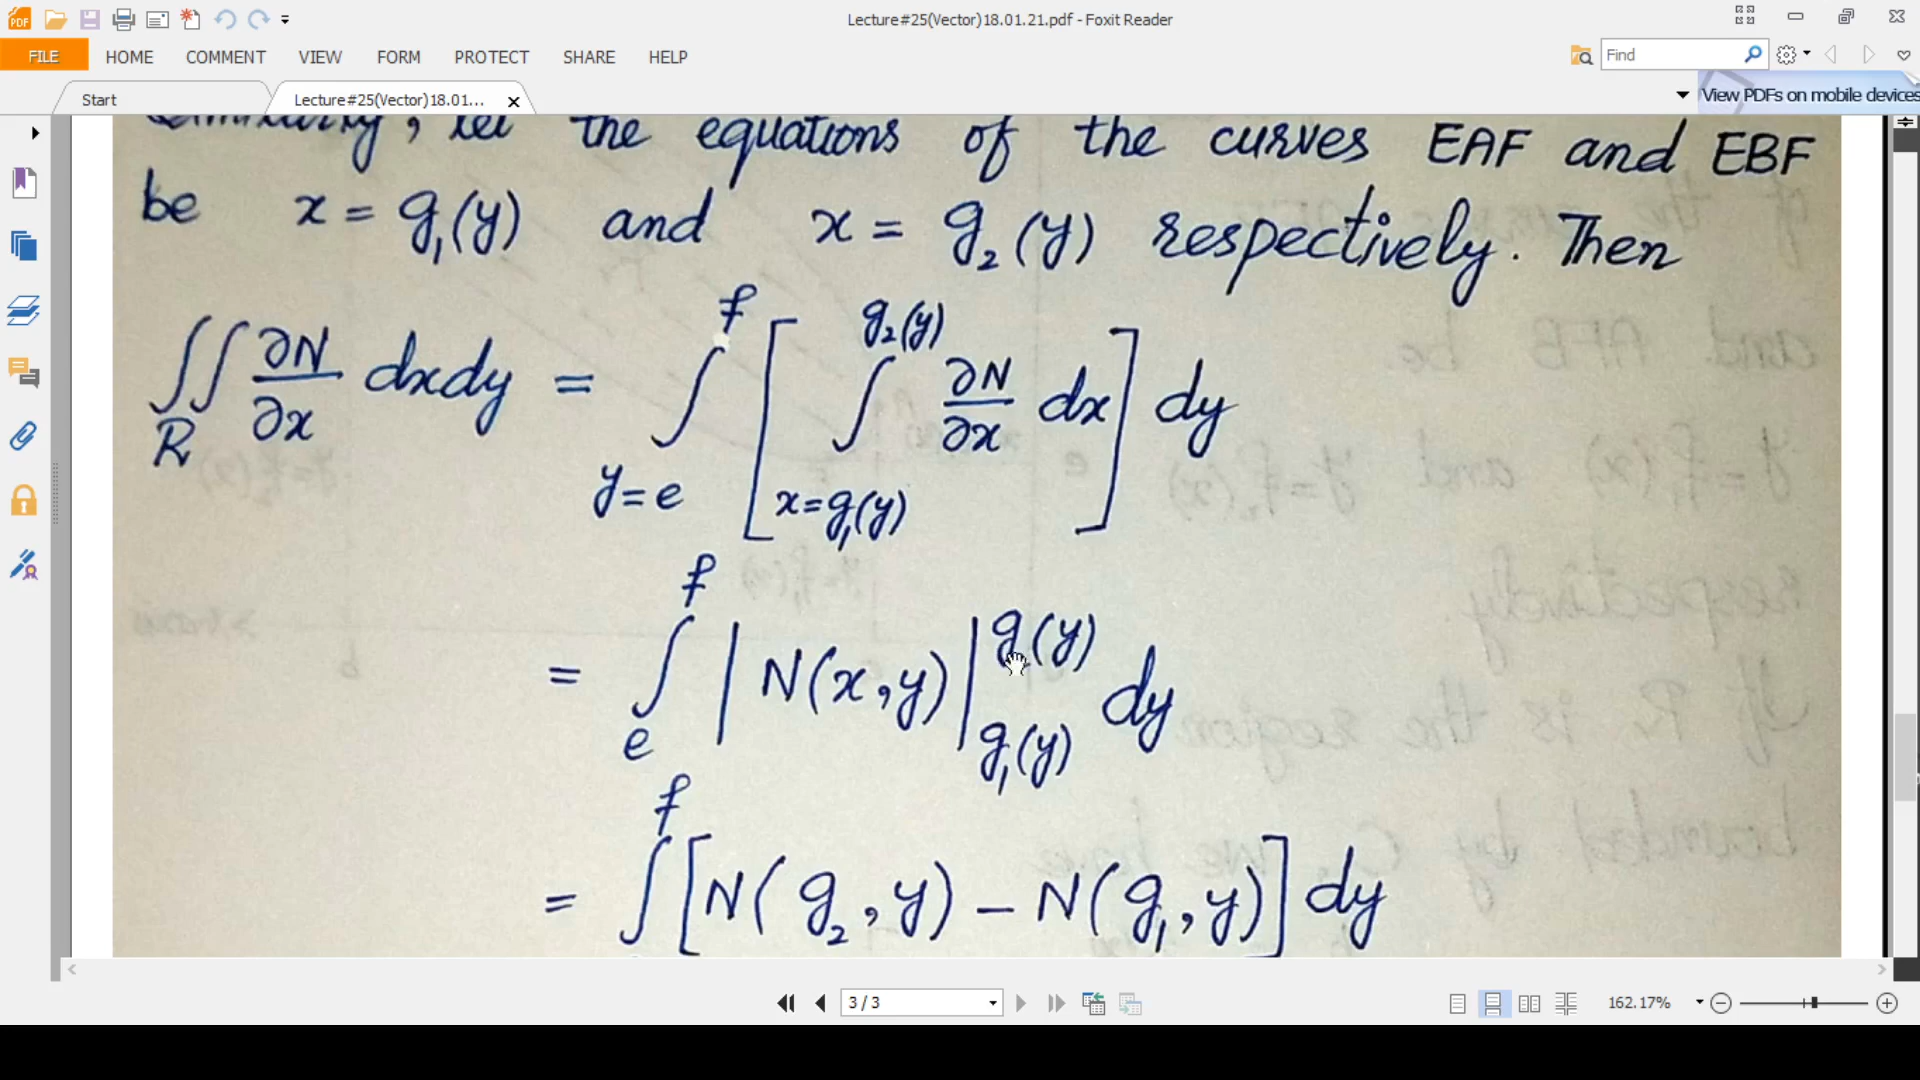 Lecture#25(Vector)18.01.21.pdf - Foxit Reader
FILE HOME COMMENT VIEW FORM PROTECT SHARE HELP
Find
Start Lecture#25(Vector)18.01...
View PDFs on mobile devices
Similarly, let the equations of the curves EAF and EBF
be x = g₁(y) and x = g₂(y) respectively. Then
∬_R ∂N/∂x dxdy = ∫_{y=e}^{f} [ ∫_{x=g₁(y)}^{g₂(y)} ∂N/∂x dx ] dy
= ∫_e^f | N(x,y) |_{g₁(y)}^{g₂(y)} dy
= ∫^f [N(g₂,y) – N(g₁,y)] dy
3 / 3
162.17%